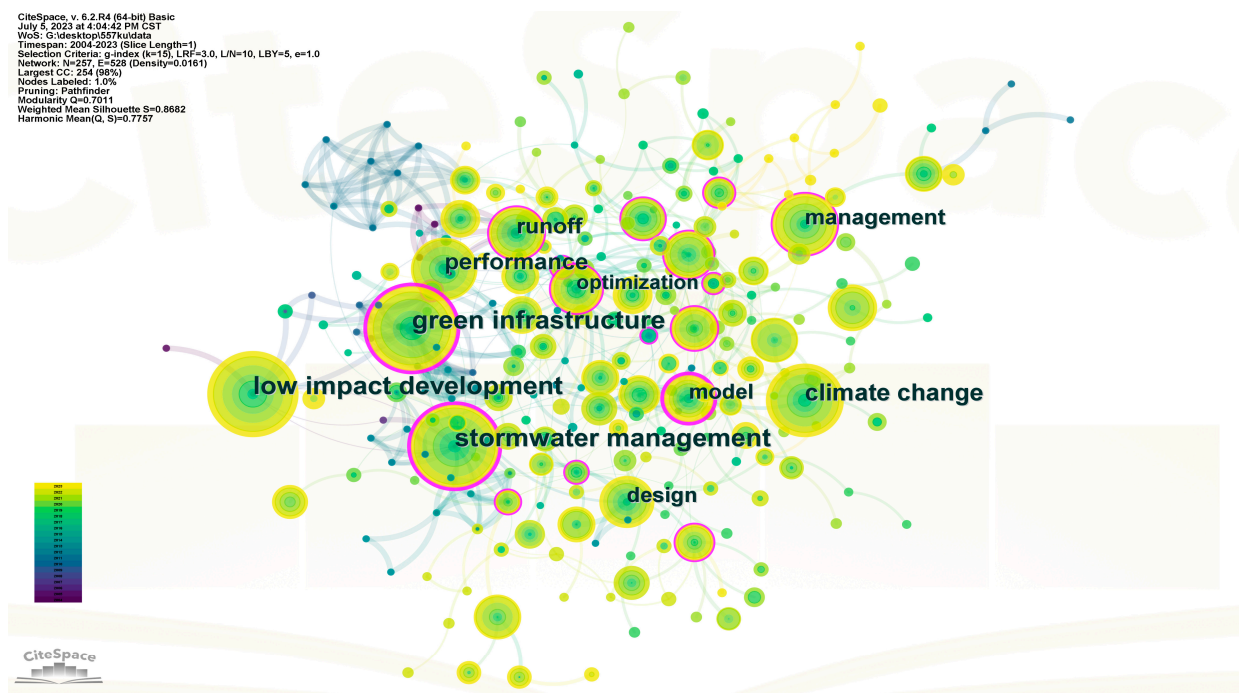 CiteSpace, v. 6.2.R4 (64-bit) Basic
July 5, 2023 at 4:04:42 PM CST
WoS: G:\desktop\557ku\data
Timespan: 2004-2023 (Slice Length=1)
Selection Criteria: g-index (k=15), LRF=3.0, L/N=10, LBY=5, e=1.0
Network: N=257, E=528 (Density=0.0161)
Largest CC: 254 (98%)
Nodes Labeled: 1.0%
Pruning: Pathfinder
Modularity Q=0.7011
Weighted Mean Silhouette S=0.8682
Harmonic Mean(Q, S)=0.7757
CiteSpace
management
runoff
performance
optimization
green infrastructure
low impact development
model
climate change
stormwater management
design
CiteSpace